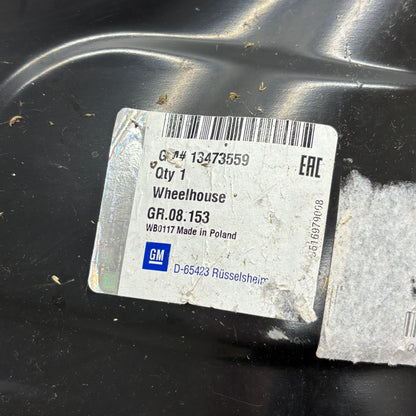 GM# 13473559
Qty 1
Wheelhouse
GR.08.153
WB0117 Made in Poland
GM
D-65423 Rüsselsheim
EAC